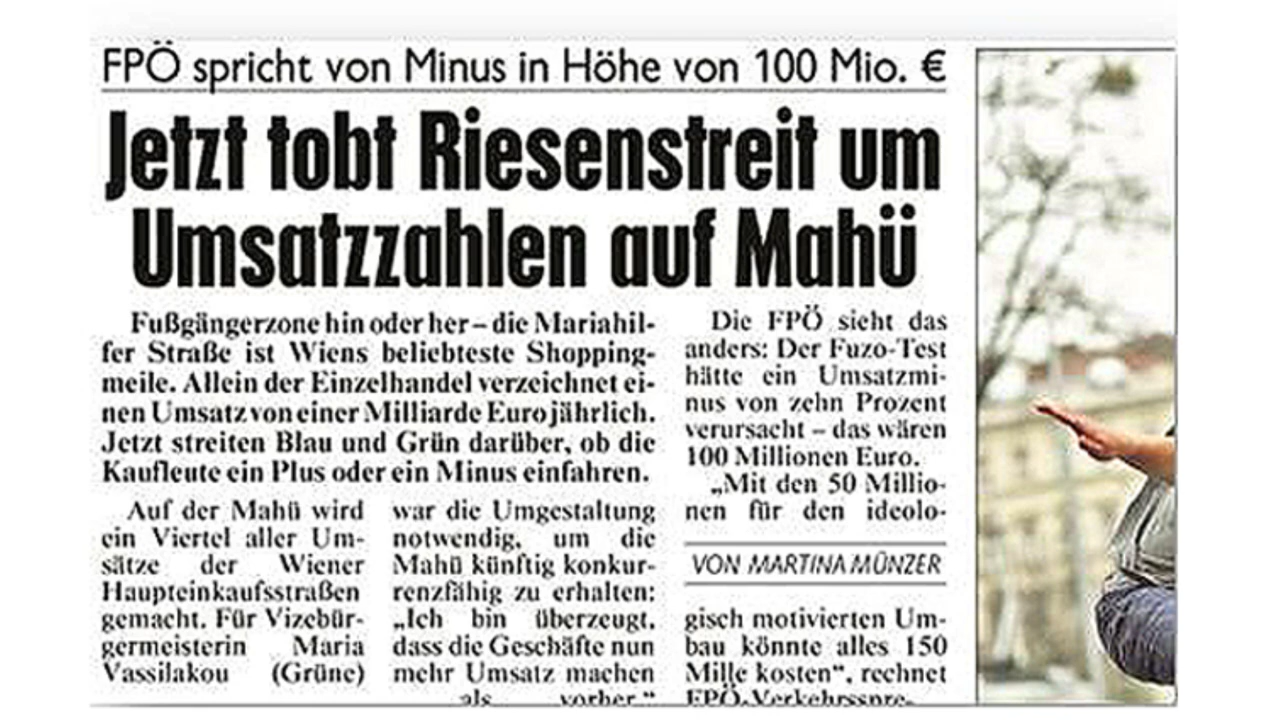 FPÖ spricht von Minus in Höhe von 100 Mio. €
Jetzt tobt Riesenstreit um
Umsatzzahlen auf Mahü
Fußgängerzone hin oder her – die Mariahil-
fer Straße ist Wiens beliebteste Shopping-
meile. Allein der Einzelhandel verzeichnet ei-
nen Umsatz von einer Milliarde Euro jährlich.
Jetzt streiten Blau und Grün darüber, ob die
Kaufleute ein Plus oder ein Minus einfahren.
Auf der Mahü wird
ein Viertel aller Um-
sätze der Wiener
Haupteinkaufsstraßen
gemacht. Für Vizebür-
germeisterin Maria
Vassilakou (Grüne)
war die Umgestaltung
notwendig, um die
Mahü künftig konkur-
renzfähig zu erhalten:
„Ich bin überzeugt,
dass die Geschäfte nun
mehr Umsatz machen
als vorher.“
Die FPÖ sieht das
anders: Der Fuzo-Test
hätte ein Umsatzmi-
nus von zehn Prozent
verursacht – das wären
100 Millionen Euro.
„Mit den 50 Millio-
nen für den ideolo-
VON MARTINA MÜNZER
gisch motivierten Um-
bau könnte alles 150
Mille kosten“, rechnet
FPÖ-Verkehrsspre-